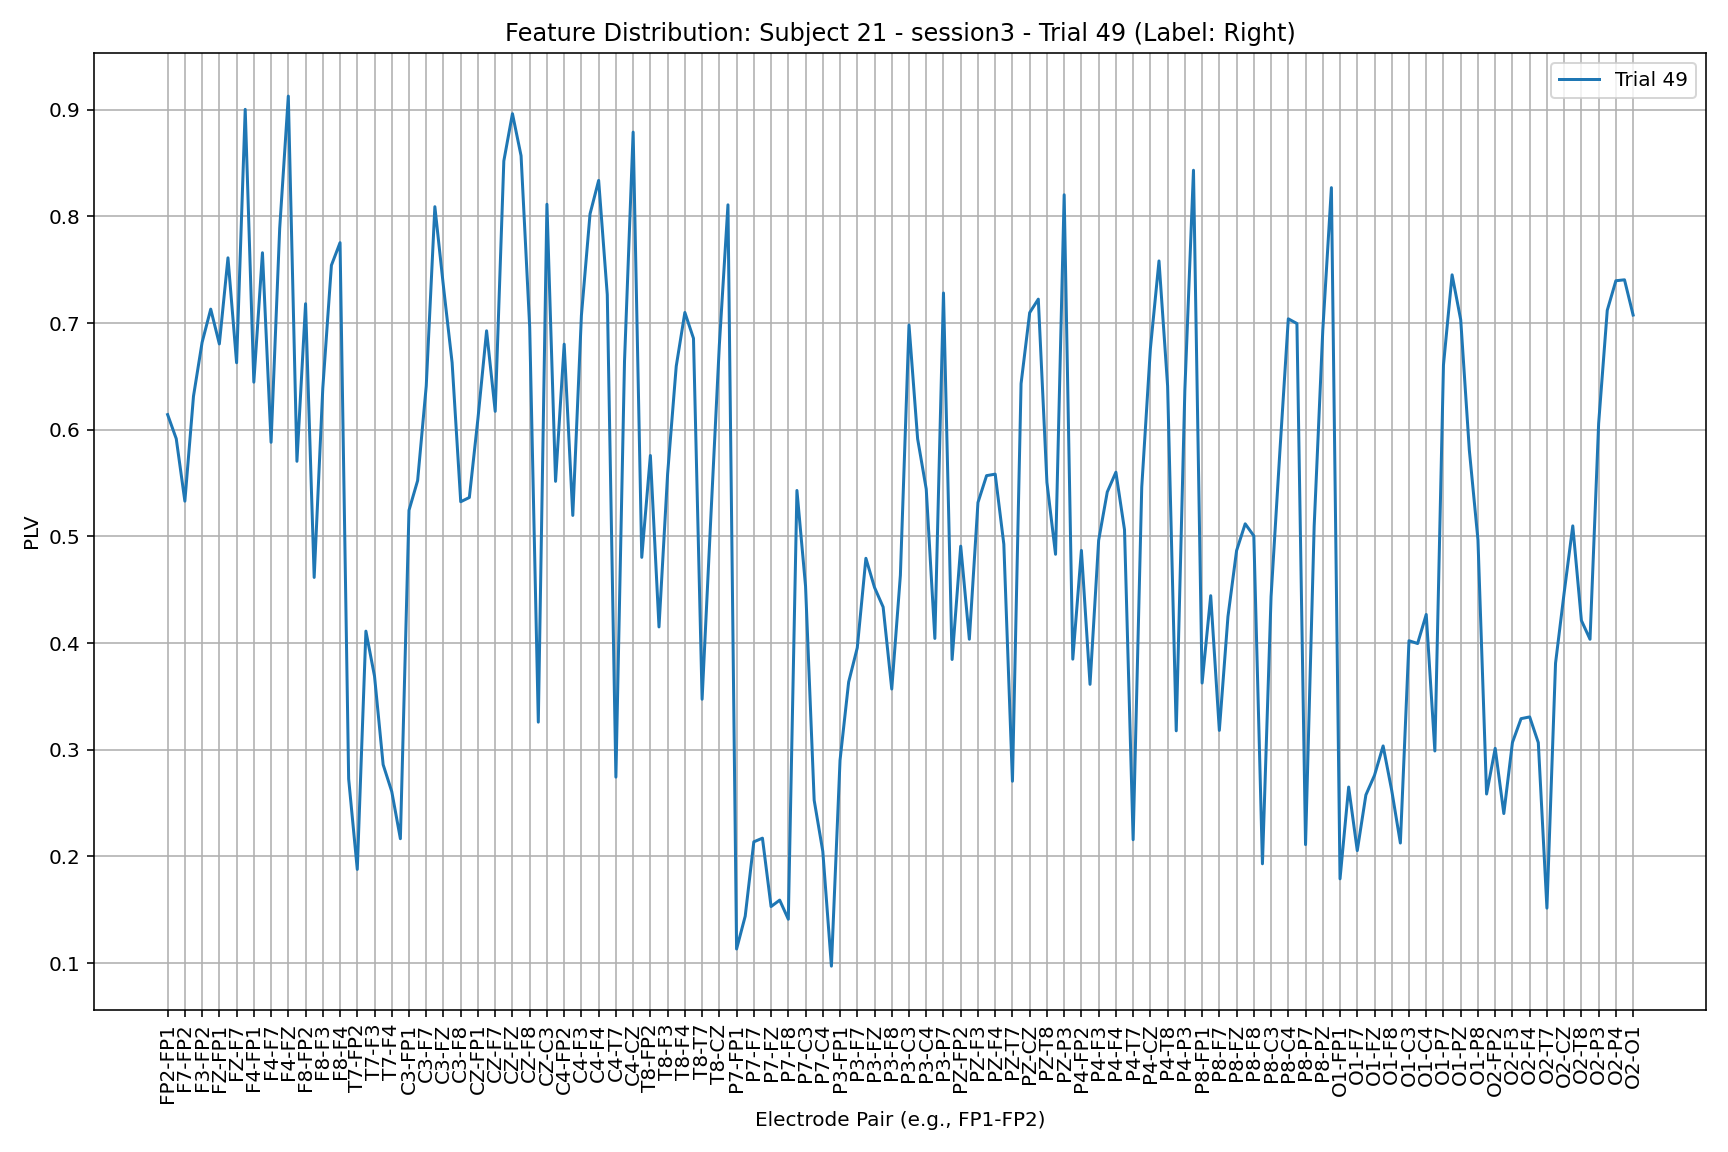 Feature Distribution: Subject 21 - session3 - Trial 49 (Label: Right)
Trial 49
PLV
0.9
0.8
0.7
0.6
0.5
0.4
0.3
0.2
0.1
FP2-FP1
F7-FP2
F3-FP2
FZ-FP1
FZ-F7
F4-FP1
F4-F7
F4-FZ
F8-FP2
F8-F3
F8-F4
T7-FP2
T7-F3
T7-F4
C3-FP1
C3-F7
C3-FZ
C3-F8
CZ-FP1
CZ-F7
CZ-FZ
CZ-F8
CZ-C3
C4-FP2
C4-F3
C4-F4
C4-T7
C4-CZ
T8-FP2
T8-F3
T8-F4
T8-T7
T8-CZ
P7-FP1
P7-F7
P7-FZ
P7-F8
P7-C3
P7-C4
P3-FP1
P3-F7
P3-FZ
P3-F8
P3-C3
P3-C4
P3-P7
PZ-FP2
PZ-F3
PZ-F4
PZ-T7
PZ-CZ
PZ-T8
PZ-P3
P4-FP2
P4-F3
P4-F4
P4-T7
P4-CZ
P4-T8
P4-P3
P8-FP1
P8-F7
P8-FZ
P8-F8
P8-C3
P8-C4
P8-P7
P8-PZ
O1-FP1
O1-F7
O1-FZ
O1-F8
O1-C3
O1-C4
O1-P7
O1-PZ
O1-P8
O2-FP2
O2-F3
O2-F4
O2-T7
O2-CZ
O2-T8
O2-P3
O2-P4
O2-O1
Electrode Pair (e.g., FP1-FP2)